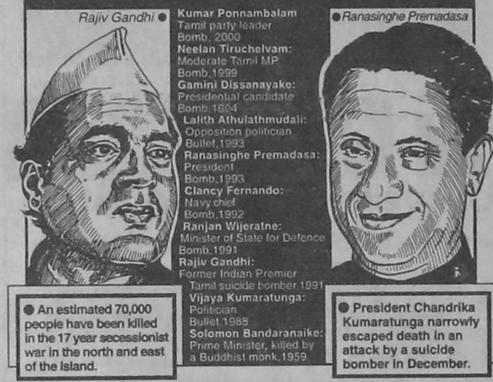 Rajiv Gandhi ●
Kumar Ponnambalam
Tamil party leader
Bomb, 2000
Neelan Tiruchelvam:
Moderate Tamil MP
Bomb,1999
Gamini Dissanayake:
Presidential candidate
Bomb,1994
Lalith Athulathmudali:
Opposition politician
Bullet,1993
Ranasinghe Premadasa:
President
Bomb,1993
Clancy Fernando:
Navy chief
Bomb,1992
Ranjan Wijeratne:
Minister of State for Defence
Bomb,1991
Rajiv Gandhi:
Former Indian Premier
Tamil suicide bomber,1991
Vijaya Kumaratunga:
Politician
Bullet,1988
Solomon Bandaranaike:
Prime Minister, killed by
a Buddhist monk,1959
● Ranasinghe Premadasa
● An estimated 70,000
people have been killed
in the 17 year secessionist
war in the north and east
of the island.
● President Chandrika
Kumaratunga narrowly
escaped death in an
attack by a suicide
bomber in December.